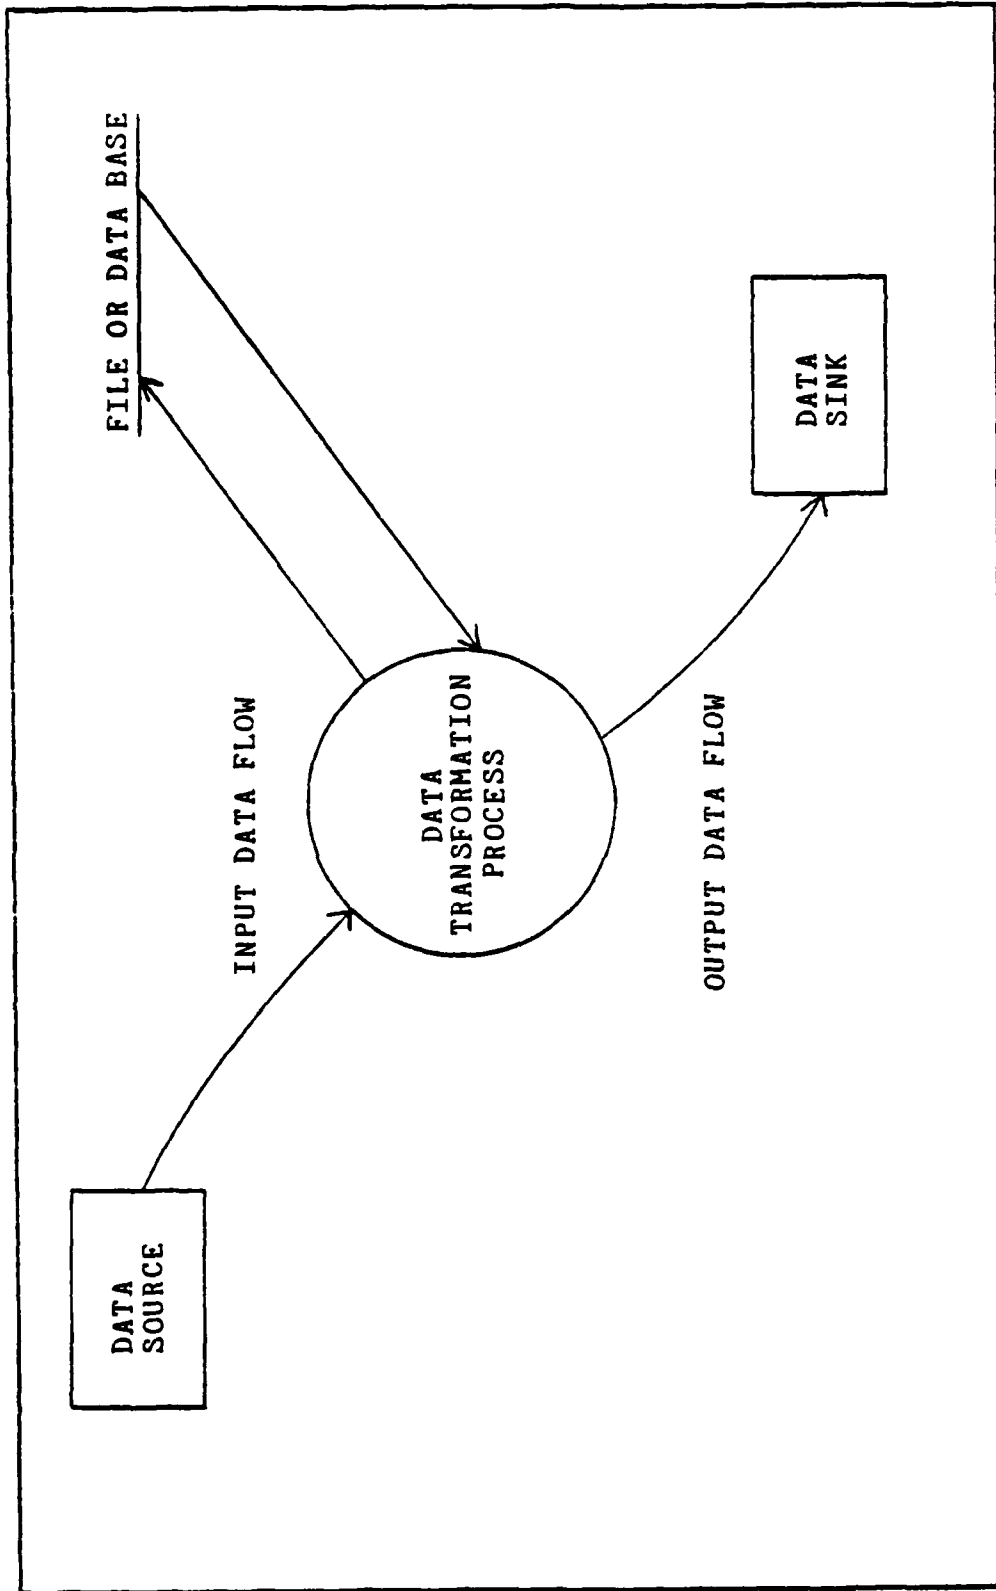 FILE OR DATA BASE
INPUT DATA FLOW
DATA
SOURCE
DATA
TRANSFORMATION
PROCESS
DATA
SINK
OUTPUT DATA FLOW